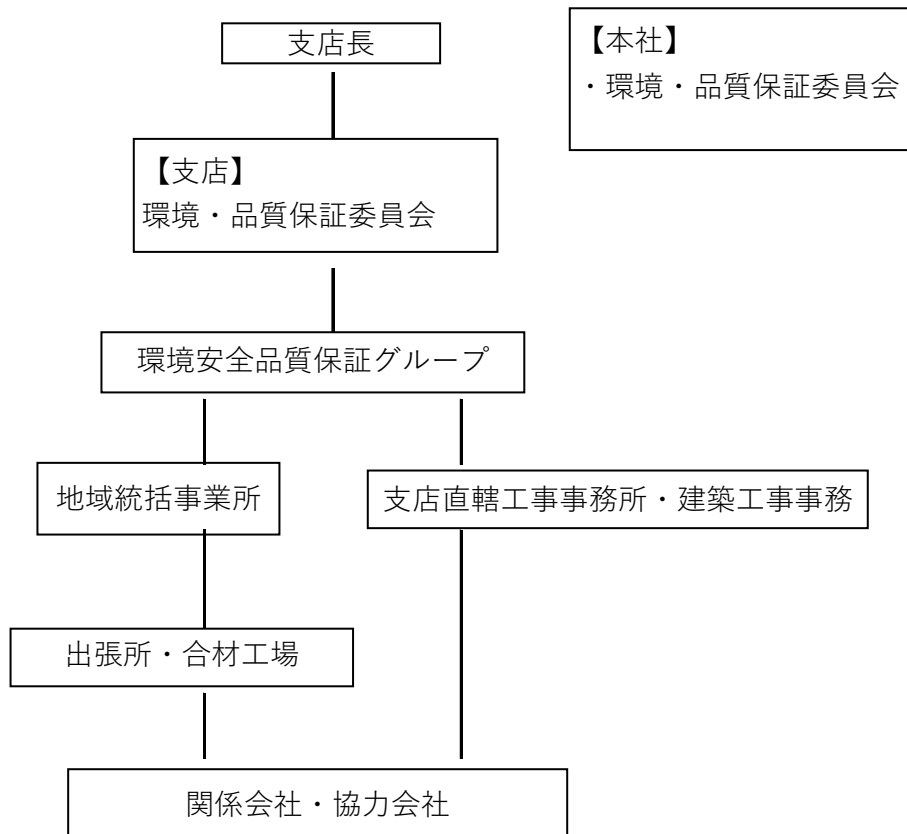 支店長
【本社】
・環境・品質保証委員会
【支店】
環境・品質保証委員会
環境安全品質保証グループ
地域統括事業所
支店直轄工事事務所・建築工事事務
出張所・合材工場
関係会社・協力会社